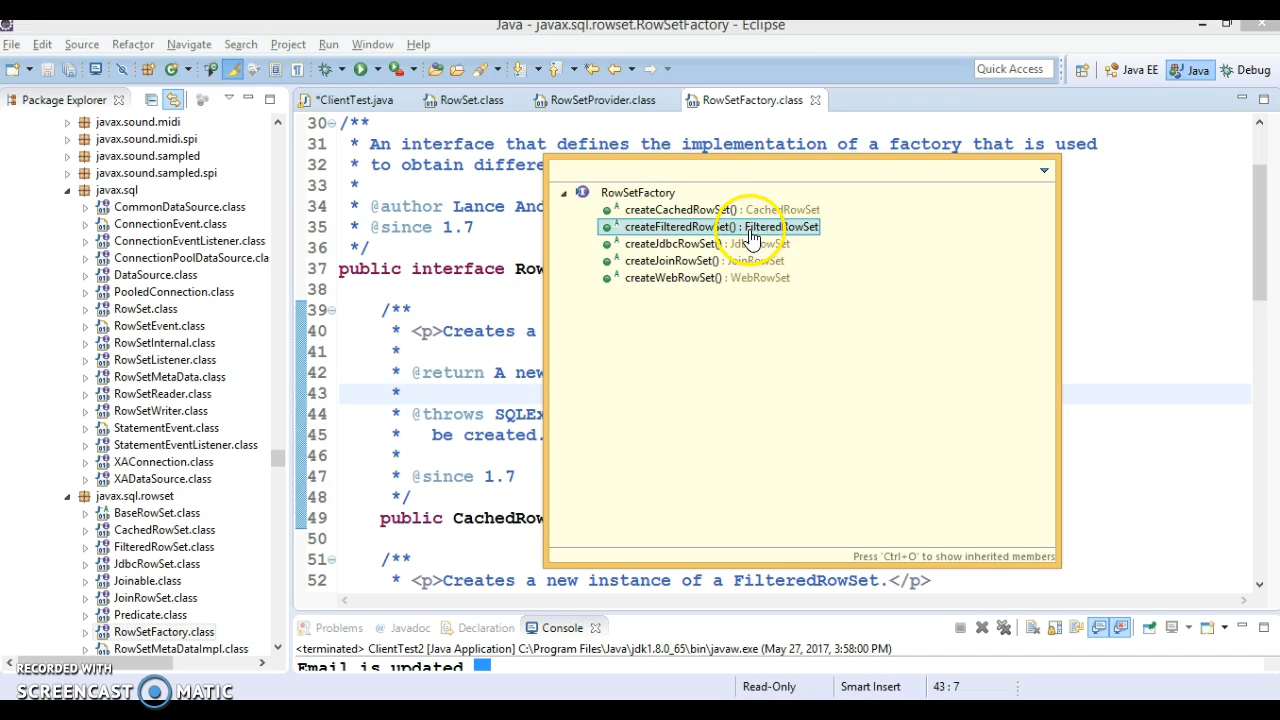 Java - javax.sql.rowset.RowSetFactory - Eclipse
File Edit Source Refactor Navigate Search Project Run Window Help
Quick Access Java EE Java Debug
Package Explorer
*ClientTest.java RowSet.class RowSetProvider.class RowSetFactory.class
javax.sound.midi
javax.sound.midi.spi
javax.sound.sampled
javax.sound.sampled.spi
javax.sql
CommonDataSource.class
ConnectionEvent.class
ConnectionEventListener.class
ConnectionPoolDataSource.class
DataSource.class
PooledConnection.class
RowSet.class
RowSetEvent.class
RowSetInternal.class
RowSetListener.class
RowSetMetaData.class
RowSetReader.class
RowSetWriter.class
StatementEvent.class
StatementEventListener.class
XAConnection.class
XADataSource.class
javax.sql.rowset
BaseRowSet.class
CachedRowSet.class
FilteredRowSet.class
JdbcRowSet.class
Joinable.class
JoinRowSet.class
Predicate.class
RowSetFactory.class
RowSetMetaDataImpl.class
30 /**
31 * An interface that defines the implementation of a factory that is used
32 * to obtain differe
33 *
34 * @author Lance And
35 * @since 1.7
36 */
37 public interface Row
38
39 /**
40 * <p>Creates a
41 *
42 * @return A new
43 *
44 * @throws SQLEx
45 * be created.
46 *
47 * @since 1.7
48 */
49 public CachedRow
50
51 /**
52 * <p>Creates a new instance of a FilteredRowSet.</p>
RowSetFactory
createCachedRowSet() : CachedRowSet
createFilteredRowSet() : FilteredRowSet
createJdbcRowSet() : JdbcRowSet
createJoinRowSet() : JoinRowSet
createWebRowSet() : WebRowSet
Press 'Ctrl+O' to show inherited members
Problems Javadoc Declaration Console
<terminated> ClientTest2 [Java Application] C:\Program Files\Java\jdk1.8.0_65\bin\javaw.exe (May 27, 2017, 3:58:00 PM)
Email is updated
Read-Only Smart Insert 43 : 7
RECORDED WITH
SCREENCAST MATIC